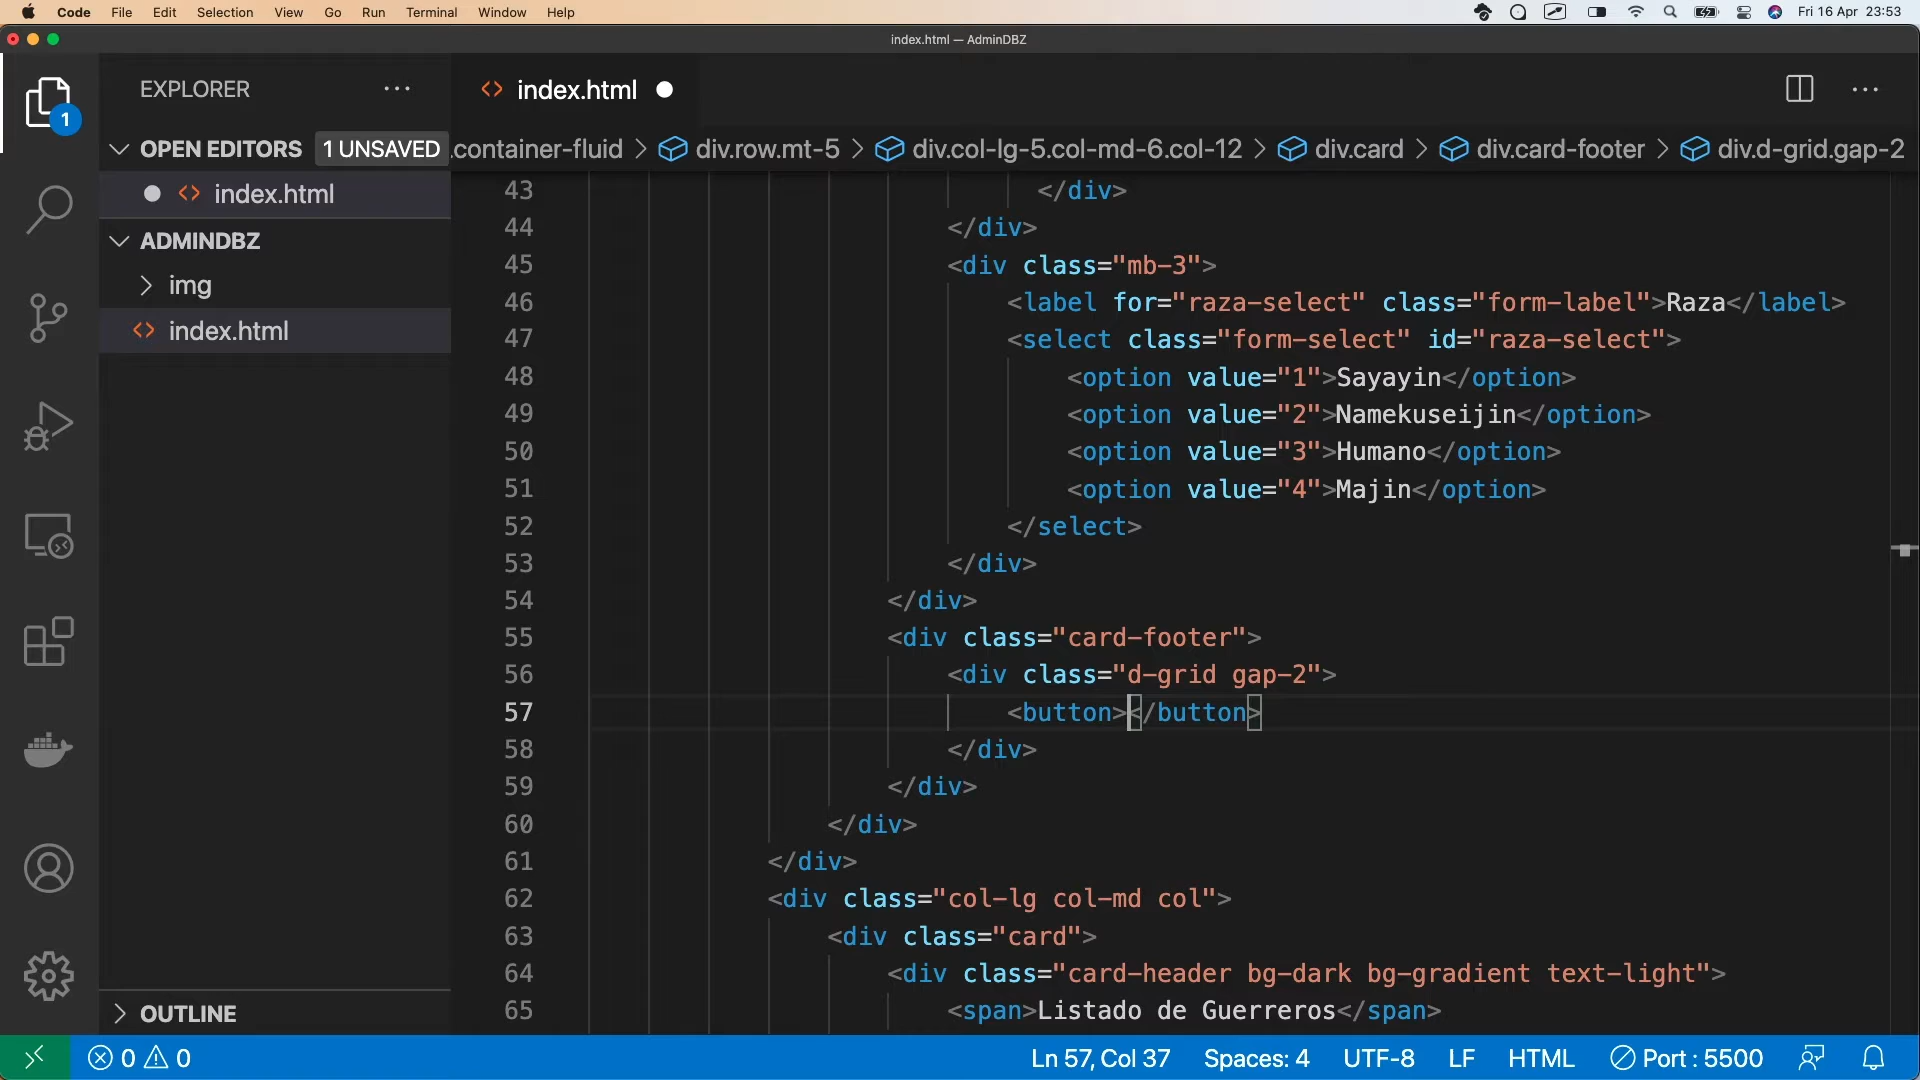 Code File Edit Selection View Go Run Terminal Window Help Fri 16 Apr 23:53
index.html — AdminDBZ
EXPLORER
index.html
1
OPEN EDITORS 1 UNSAVED
.container-fluid > div.row.mt-5 > div.col-lg-5.col-md-6.col-12 > div.card > div.card-footer > div.d-grid.gap-2
index.html
ADMINDBZ
img
index.html
OUTLINE
43 </div>
44 </div>
45 <div class="mb-3">
46 <label for="raza-select" class="form-label">Raza</label>
47 <select class="form-select" id="raza-select">
48 <option value="1">Sayayin</option>
49 <option value="2">Namekuseijin</option>
50 <option value="3">Humano</option>
51 <option value="4">Majin</option>
52 </select>
53 </div>
54 </div>
55 <div class="card-footer">
56 <div class="d-grid gap-2">
57 <button></button>
58 </div>
59 </div>
60 </div>
61 </div>
62 <div class="col-lg col-md col">
63 <div class="card">
64 <div class="card-header bg-dark bg-gradient text-light">
65 <span>Listado de Guerreros</span>
0 0 Ln 57, Col 37 Spaces: 4 UTF-8 LF HTML Port : 5500